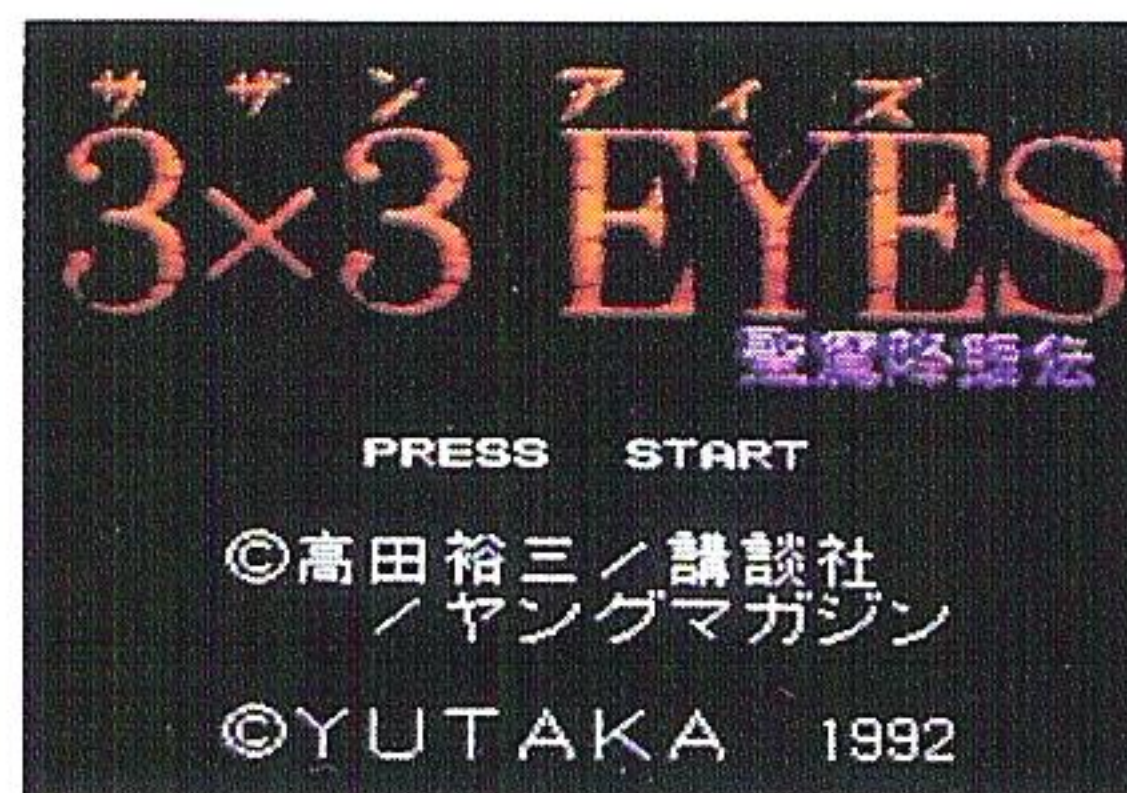 サザンアイス
3×3 EYES
聖魔降臨伝
PRESS START
©高田裕三／講談社
／ヤングマガジン
©YUTAKA 1992